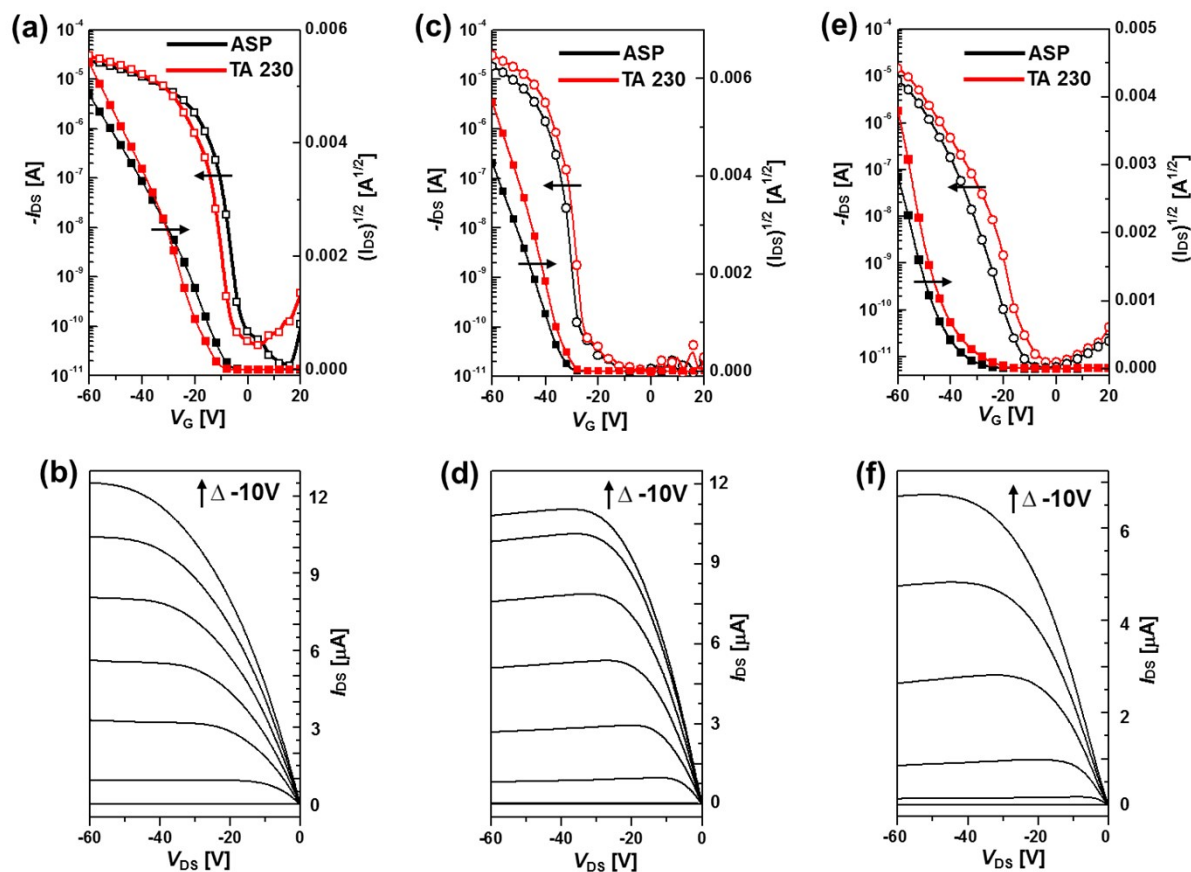 (a)
ASP
TA 230
10⁻⁴
10⁻⁵
10⁻⁶
10⁻⁷
10⁻⁸
10⁻⁹
10⁻¹⁰
10⁻¹¹
-I_DS [A]
0.006
0.004
0.002
0.000
(I_DS)^1/2 [A^1/2]
-60 -40 -20 0 20
V_G [V]
(c)
ASP
TA 230
10⁻⁴
10⁻⁵
10⁻⁶
10⁻⁷
10⁻⁸
10⁻⁹
10⁻¹⁰
10⁻¹¹
-I_DS [A]
0.006
0.004
0.002
0.000
(I_DS)^1/2 [A^1/2]
-60 -40 -20 0 20
V_G [V]
(e)
ASP
TA 230
10⁻⁴
10⁻⁵
10⁻⁶
10⁻⁷
10⁻⁸
10⁻⁹
10⁻¹⁰
10⁻¹¹
-I_DS [A]
0.005
0.004
0.003
0.002
0.001
0.000
(I_DS)^1/2 [A^1/2]
-60 -40 -20 0 20
V_G [V]
(b)
Δ -10V
12
9
6
3
0
I_DS [μA]
-60 -40 -20 0
V_DS [V]
(d)
Δ -10V
12
9
6
3
0
I_DS [μA]
-60 -40 -20 0
V_DS [V]
(f)
Δ -10V
6
4
2
0
I_DS [μA]
-60 -40 -20 0
V_DS [V]